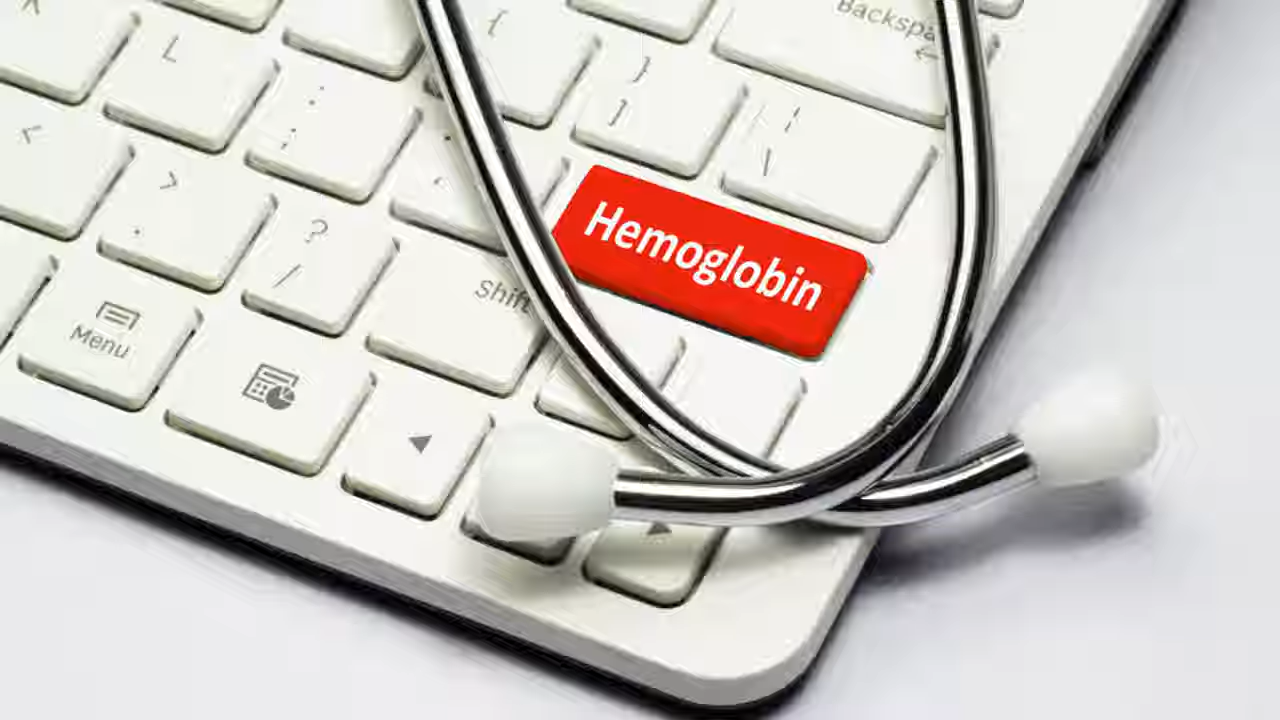 {
Backspa
L
}
]
:
;
|
\
<
>
.
?
/
Hemoglobin
Shift
Menu